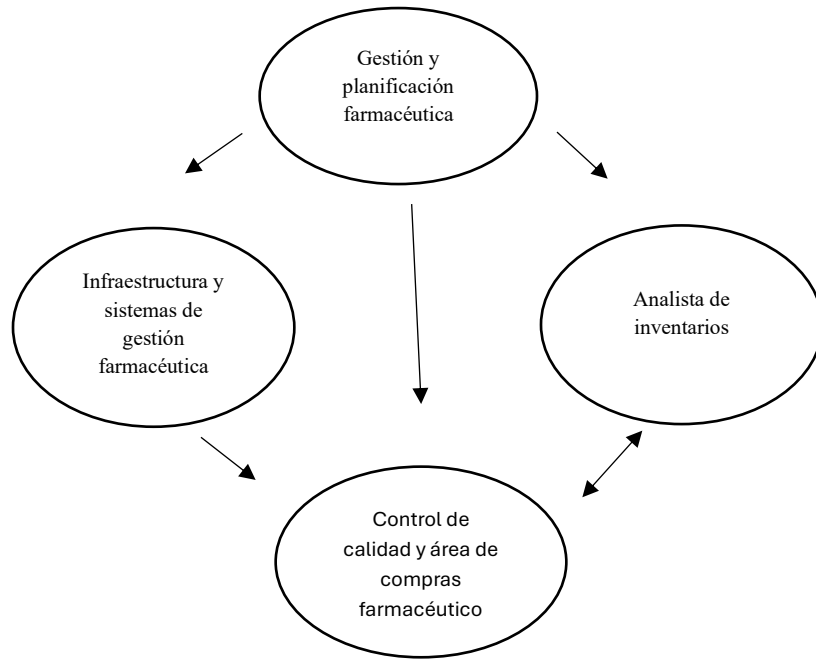 Gestión y
planificación
farmacéutica
Infraestructura y
sistemas de
gestión
farmacéutica
Analista de
inventarios
Control de
calidad y área de
compras
farmacéutico